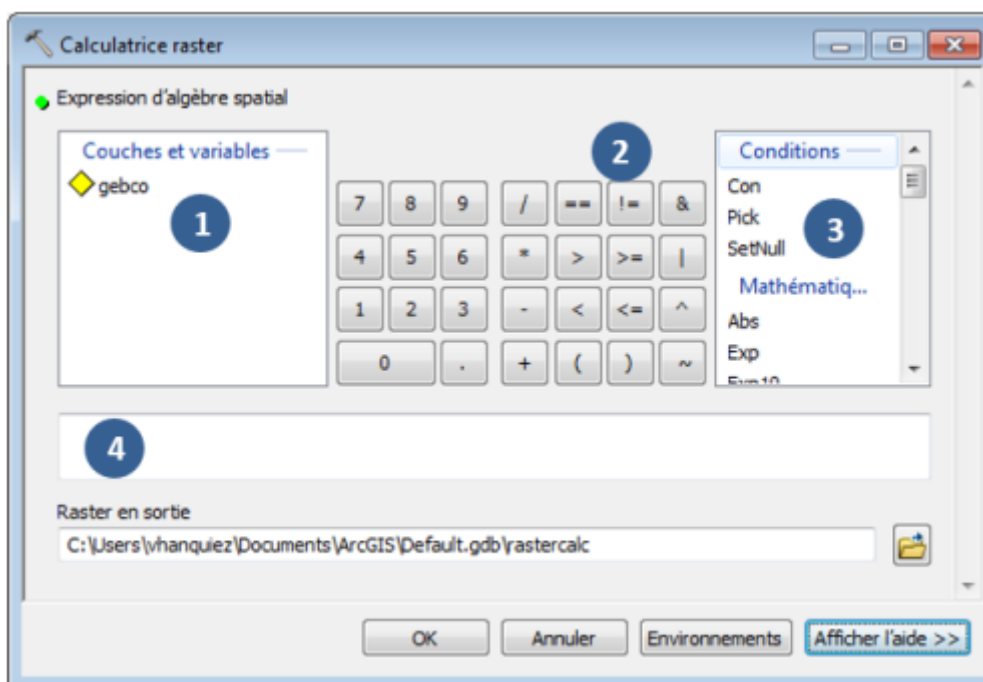 Calculatrice raster
Expression d'algèbre spatial
Couches et variables
gebco
1
2
7 8 9 / == != &
4 5 6 * > >= |
1 2 3 - < <= ^
0 . + ( ) ~
Conditions
Con
Pick
SetNull
3
Mathématiq...
Abs
Exp
Exp10
4
Raster en sortie
C:\Users\vhanquiez\Documents\ArcGIS\Default.gdb\rastercalc
OK Annuler Environnements Afficher l'aide >>